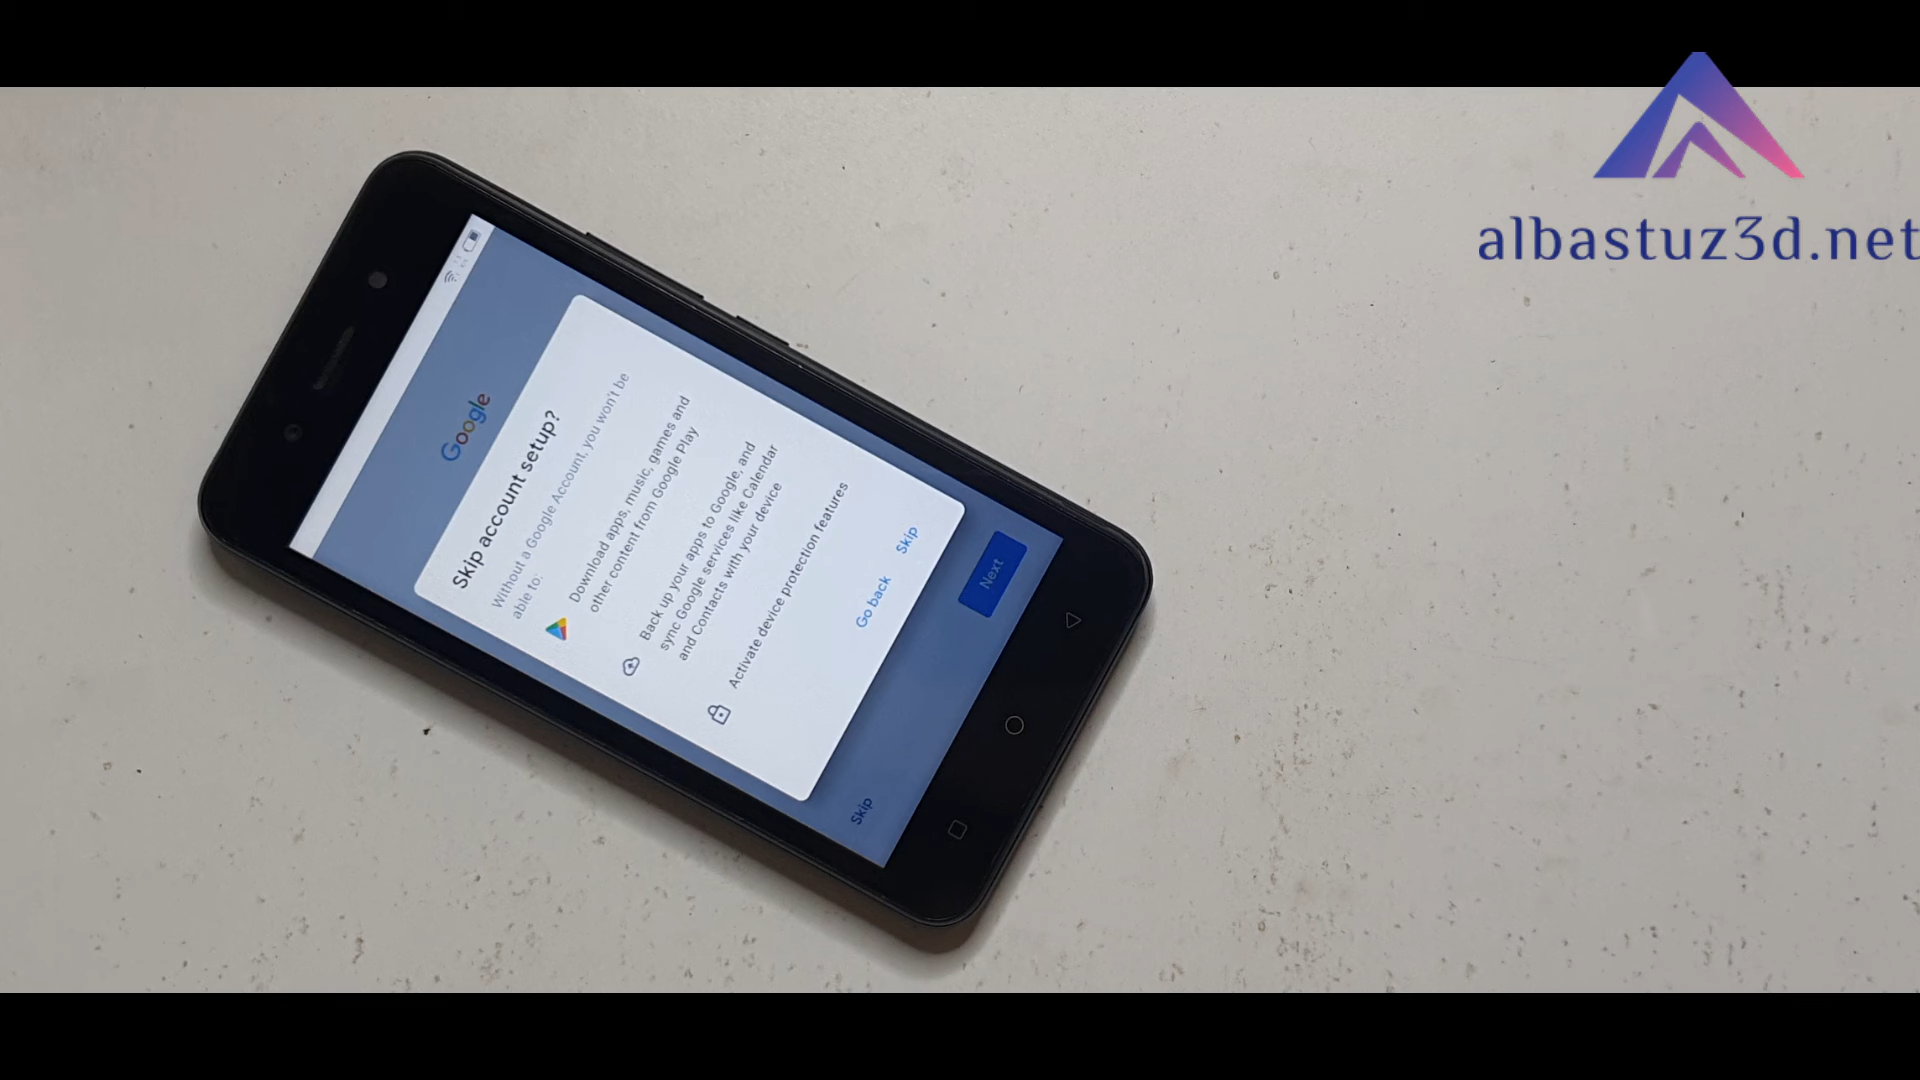 albastuz3d.net
Google
Skip account setup?
Without a Google Account, you won't be
able to:
Download apps, music, games and
other content from Google Play
Back up your apps to Google, and
sync Google services like Calendar
and Contacts with your device
Activate device protection features
Go back
Skip
Skip
Next